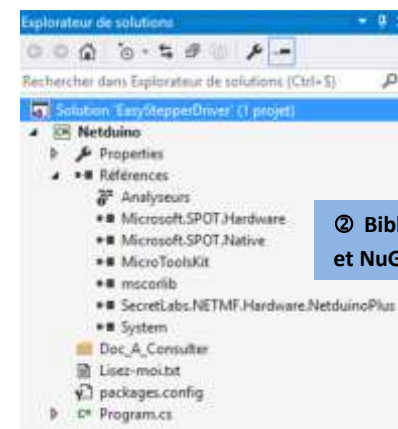 Explorateur de solutions
Rechercher dans Explorateur de solutions (Ctrl+$)
Solution 'EasyStepperDriver' (1 projet)
Netduino
Properties
Références
Analyseurs
Microsoft.SPOT.Hardware
Microsoft.SPOT.Native
MicroToolsKit
mscorlib
SecretLabs.NETMF.Hardware.NetduinoPlus
System
Doc_A_Consulter
Lisez-moi.txt
packages.config
C# Program.cs
② Bibl
et NuG